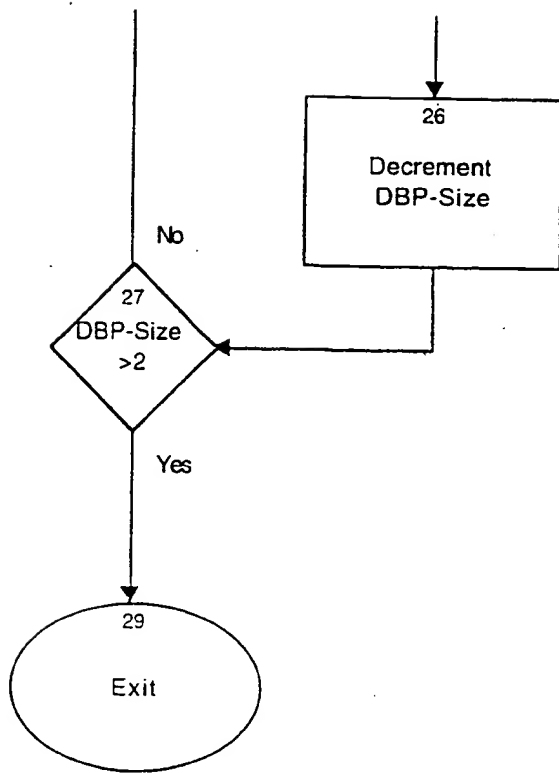 26
Decrement
DBP-Size
No
27
DBP-Size
>2
Yes
29
Exit